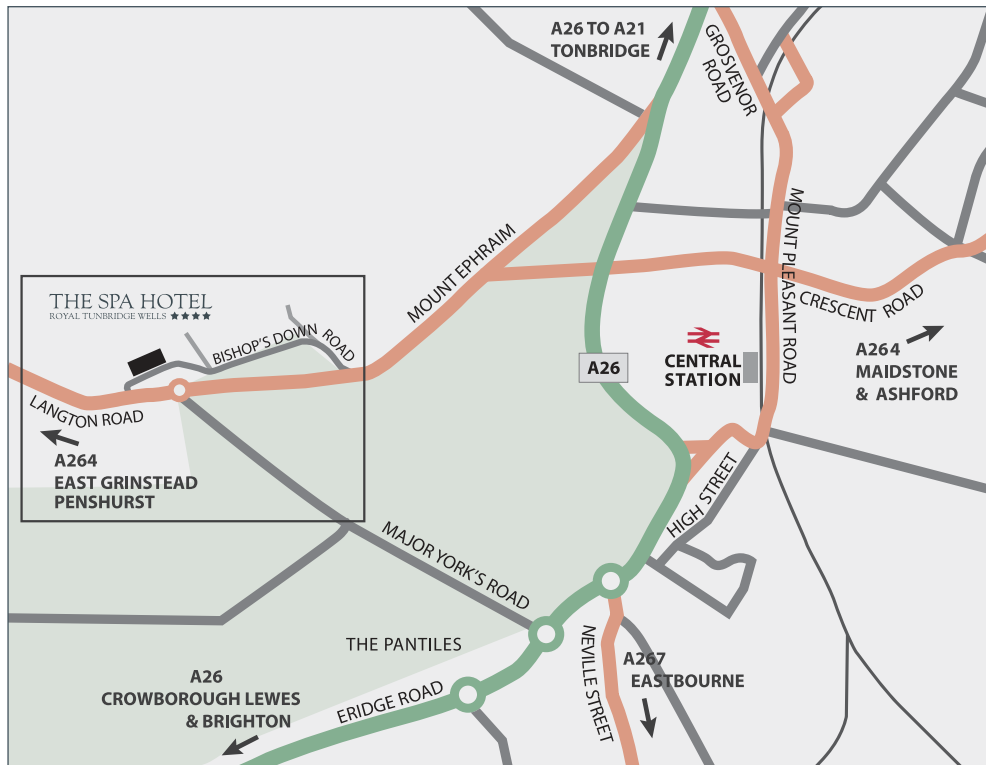 A26 TO A21
TONBRIDGE
GROSVENOR
ROAD
MOUNT EPHRAIM
MOUNT PLEASANT ROAD
CRESCENT ROAD
THE SPA HOTEL
ROYAL TUNBRIDGE WELLS ★★★★
BISHOP'S DOWN
ROAD
A26
CENTRAL
STATION
A264
MAIDSTONE
& ASHFORD
LANGTON ROAD
A264
EAST GRINSTEAD
PENSHURST
HIGH STREET
MAJOR YORK'S ROAD
THE PANTILES
NEVILLE STREET
A267
EASTBOURNE
A26
CROWBOROUGH LEWES
& BRIGHTON
ERIDGE ROAD